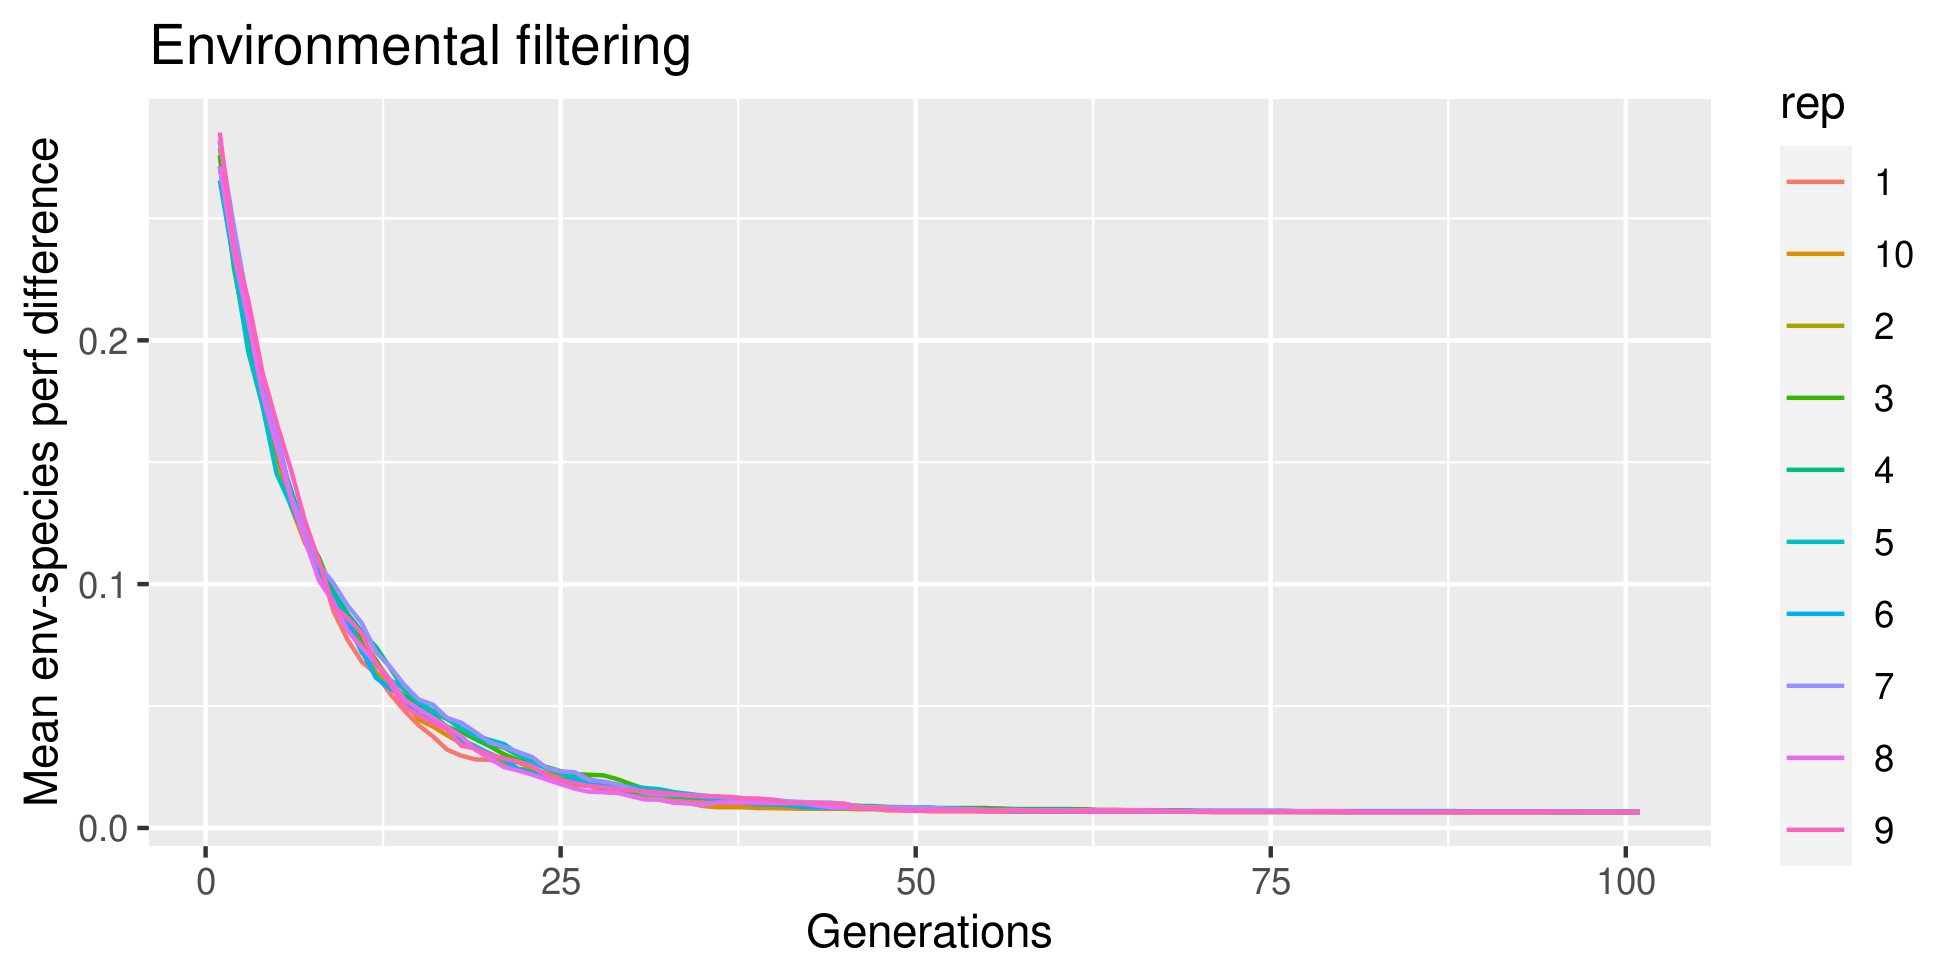 Environmental filtering
Mean env-species perf difference
0.2
0.1
0.0
0 25 50 75 100
Generations
rep
1
10
2
3
4
5
6
7
8
9